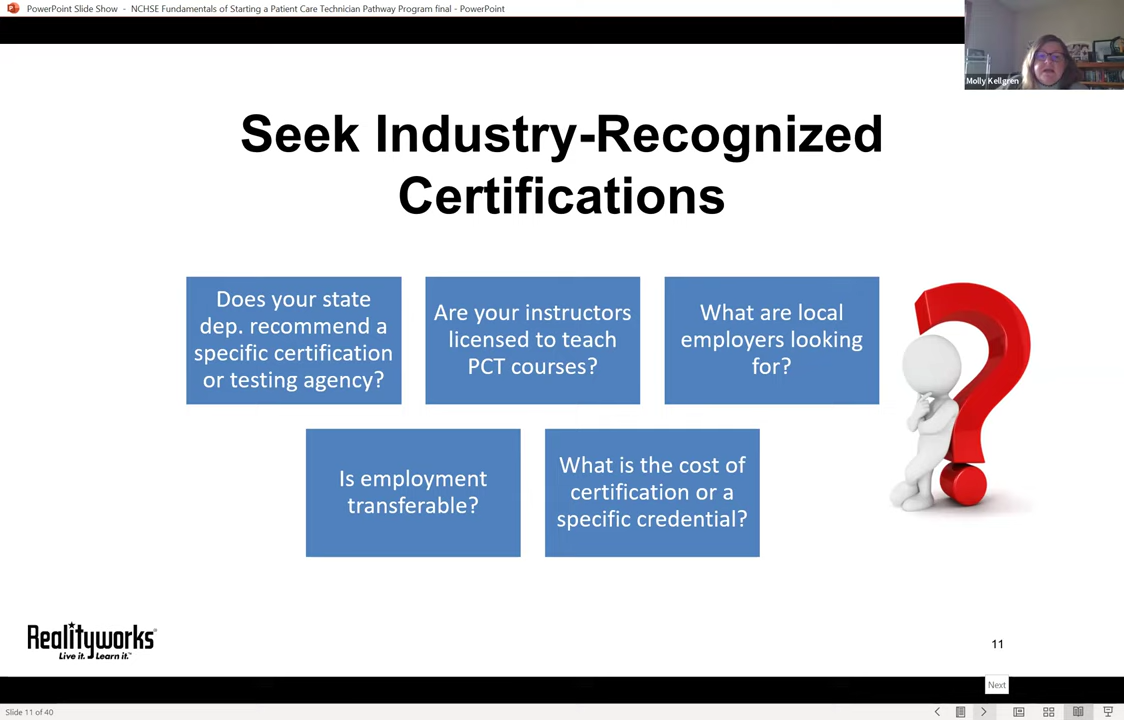 PowerPoint Slide Show - NCHSE Fundamentals of Starting a Patient Care Technician Pathway Program final - PowerPoint
Molly Kellgren
Seek Industry-Recognized
Certifications
Does your state
dep. recommend a
specific certification
or testing agency?
Are your instructors
licensed to teach
PCT courses?
What are local
employers looking
for?
Is employment
transferable?
What is the cost of
certification or a
specific credential?
Realityworks®
Live it. Learn it.™
11
Next
Slide 11 of 40